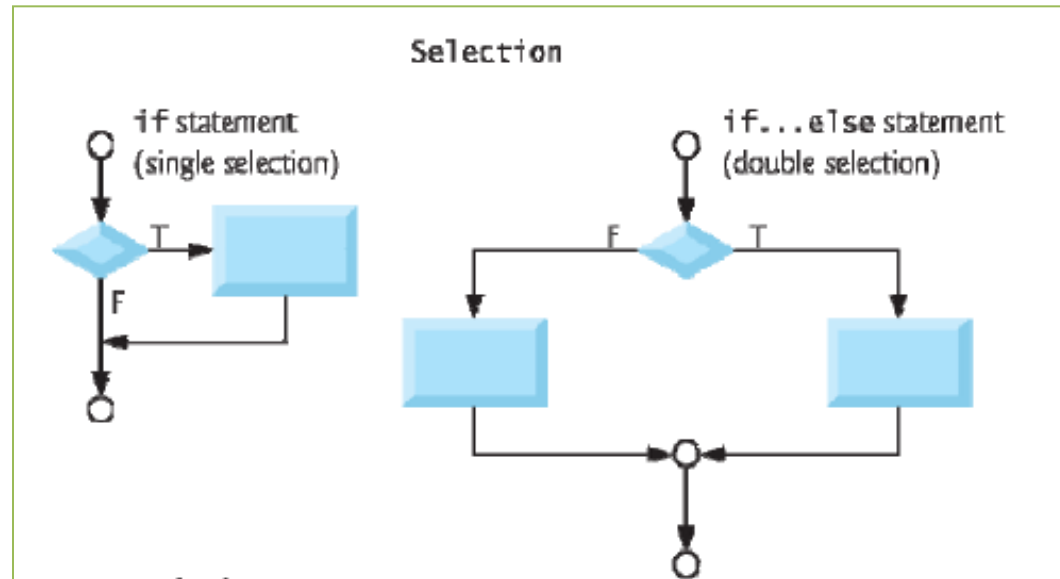 Selection
if statement
(single selection)
T
F
if...else statement
(double selection)
F
T